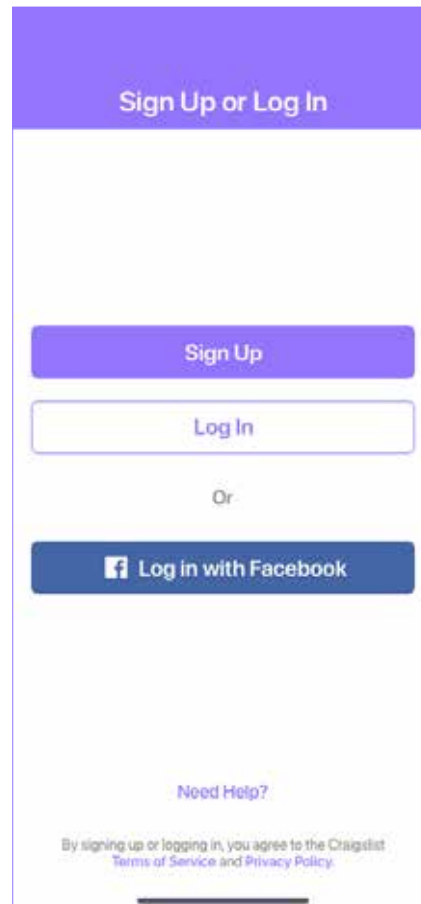 Sign Up or Log In
Sign Up
Log In
Or
Log in with Facebook
Need Help?
By signing up or logging in, you agree to the Craigslist
Terms of Service and Privacy Policy.